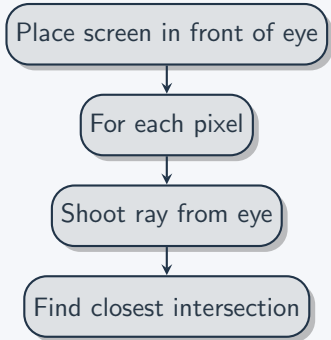 Place screen in front of eye
For each pixel
Shoot ray from eye
Find closest intersection